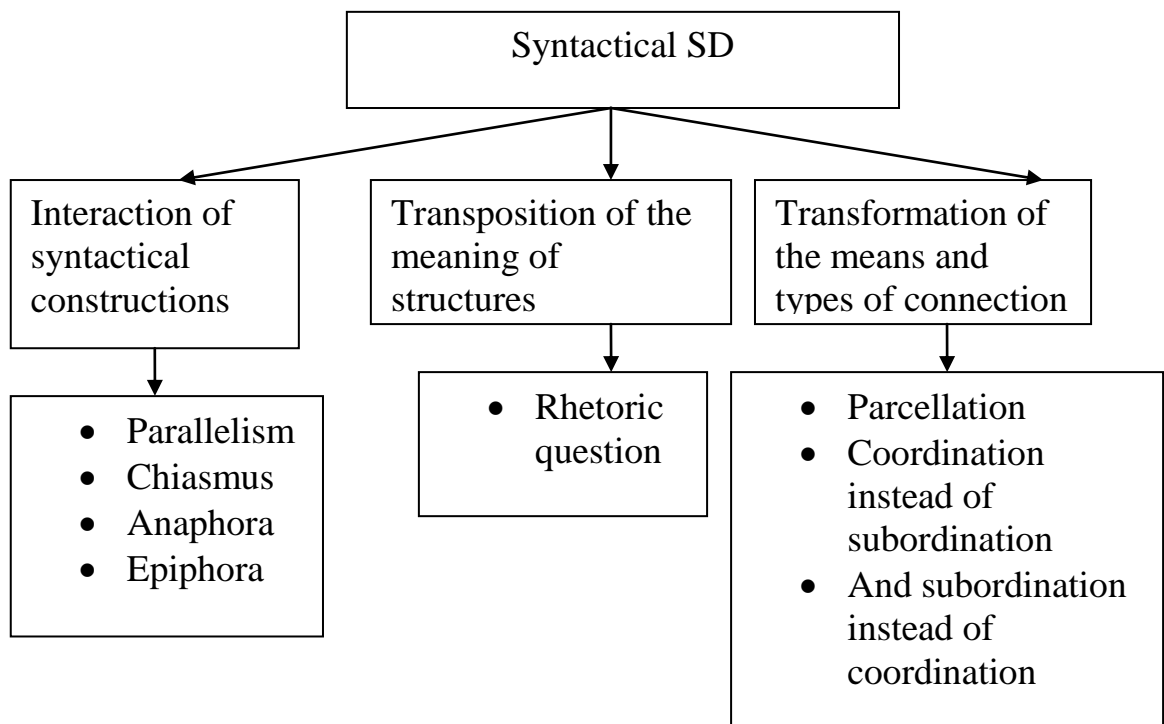 Syntactical SD
Interaction of
syntactical
constructions
Transposition of the
meaning of
structures
Transformation of
the means and
types of connection
• Parallelism
• Chiasmus
• Anaphora
• Epiphora
• Rhetoric
question
• Parcellation
• Coordination
instead of
subordination
• And subordination
instead of
coordination